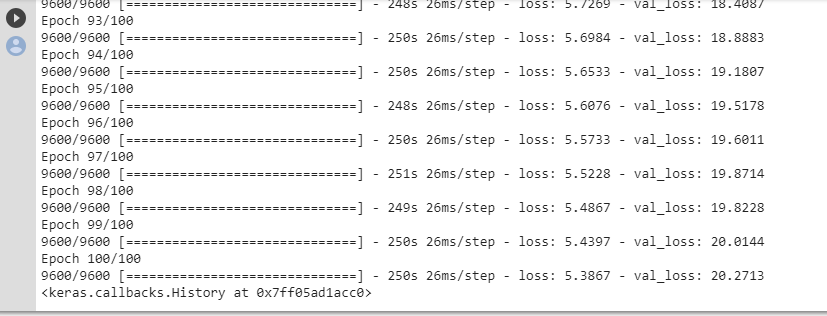 9600/9600 [==============================] - 248s 26ms/step - loss: 5.7269 - val_loss: 18.4087
Epoch 93/100
9600/9600 [==============================] - 250s 26ms/step - loss: 5.6984 - val_loss: 18.8883
Epoch 94/100
9600/9600 [==============================] - 250s 26ms/step - loss: 5.6533 - val_loss: 19.1807
Epoch 95/100
9600/9600 [==============================] - 248s 26ms/step - loss: 5.6076 - val_loss: 19.5178
Epoch 96/100
9600/9600 [==============================] - 250s 26ms/step - loss: 5.5733 - val_loss: 19.6011
Epoch 97/100
9600/9600 [==============================] - 251s 26ms/step - loss: 5.5228 - val_loss: 19.8714
Epoch 98/100
9600/9600 [==============================] - 249s 26ms/step - loss: 5.4867 - val_loss: 19.8228
Epoch 99/100
9600/9600 [==============================] - 250s 26ms/step - loss: 5.4397 - val_loss: 20.0144
Epoch 100/100
9600/9600 [==============================] - 250s 26ms/step - loss: 5.3867 - val_loss: 20.2713
<keras.callbacks.History at 0x7ff05ad1acc0>